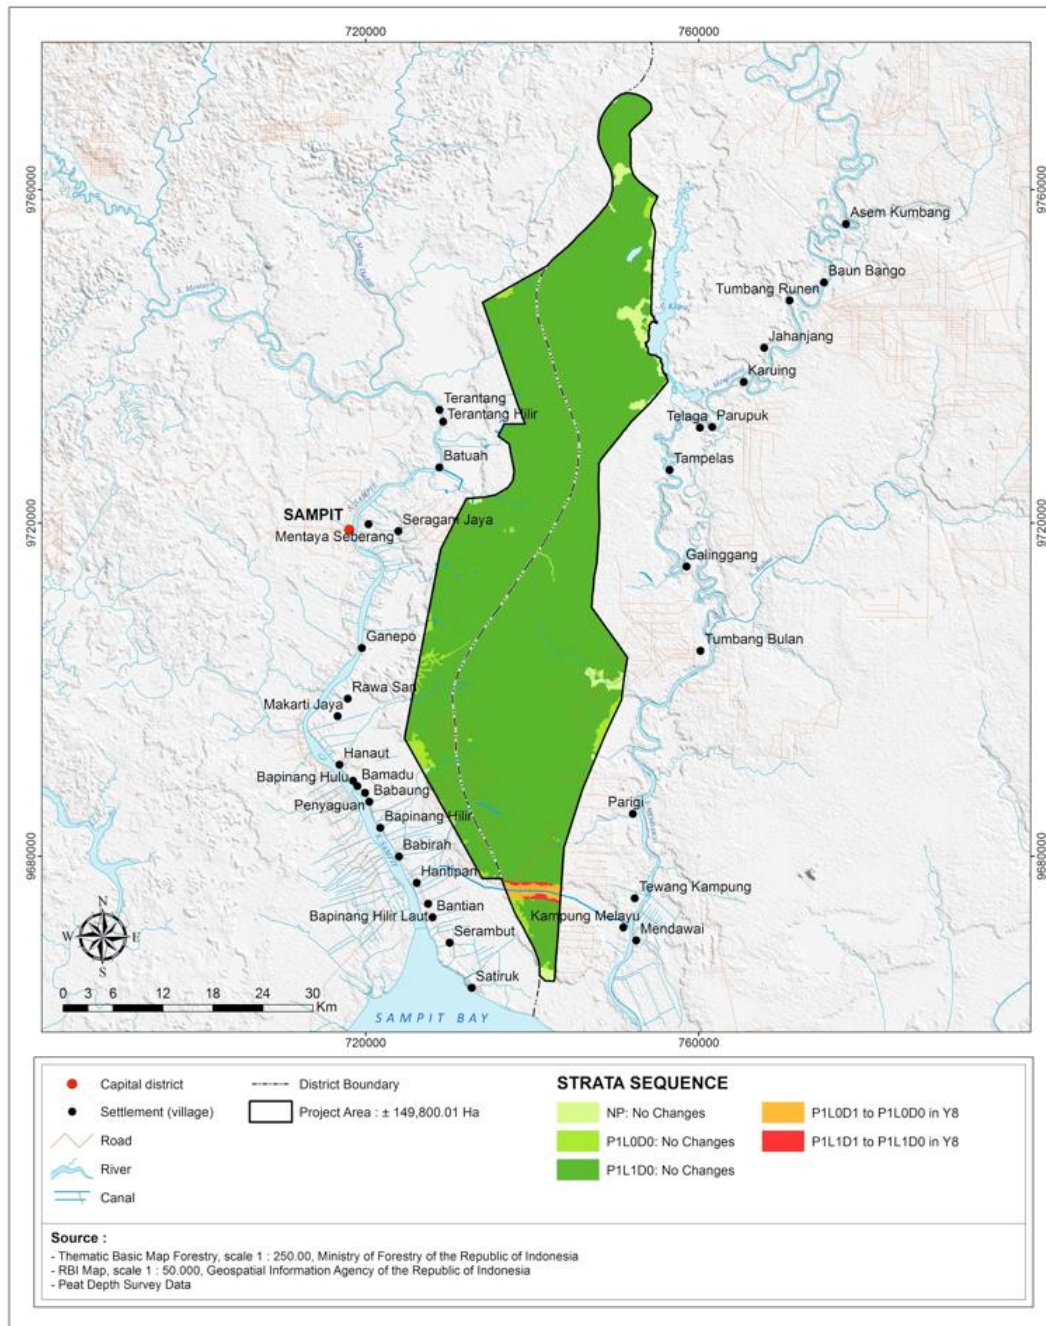 720000
760000
9760000
9760000
Asem Kumbang
Baun Bango
Tumbang Runen
Jahanjang
Karuing
Terantang
Terantang Hilir
Telaga
Parupuk
Batuah
Tampelas
SAMPIT
Seragam Jaya
Mentaya Seberang
9720000
9720000
Galinggang
Ganepo
Tumbang Bulan
Rawa Sari
Makarti Jaya
Hanaut
Bapinang Hulu
Bamadu
Babaung
Penyaguan
Parigi
Bapinang Hilir
S. SAMPIT
Babirah
9680000
9680000
Hantipan
Tewang Kampung
Bantian
Bapinang Hilir Laut
Kampung Melayu
Mendawai
Serambut
Satiruk
N
W
E
S
0 3 6 12 18 24 30
Km
SAMPIT BAY
720000
760000
Capital district
Settlement (village)
Road
River
Canal
District Boundary
Project Area : ± 149,800.01 Ha
STRATA SEQUENCE
NP: No Changes
P1L0D0: No Changes
P1L1D0: No Changes
P1L0D1 to P1L0D0 in Y8
P1L1D1 to P1L1D0 in Y8
Source :
- Thematic Basic Map Forestry, scale 1 : 250.00, Ministry of Forestry of the Republic of Indonesia
- RBI Map, scale 1 : 50.000, Geospatial Information Agency of the Republic of Indonesia
- Peat Depth Survey Data